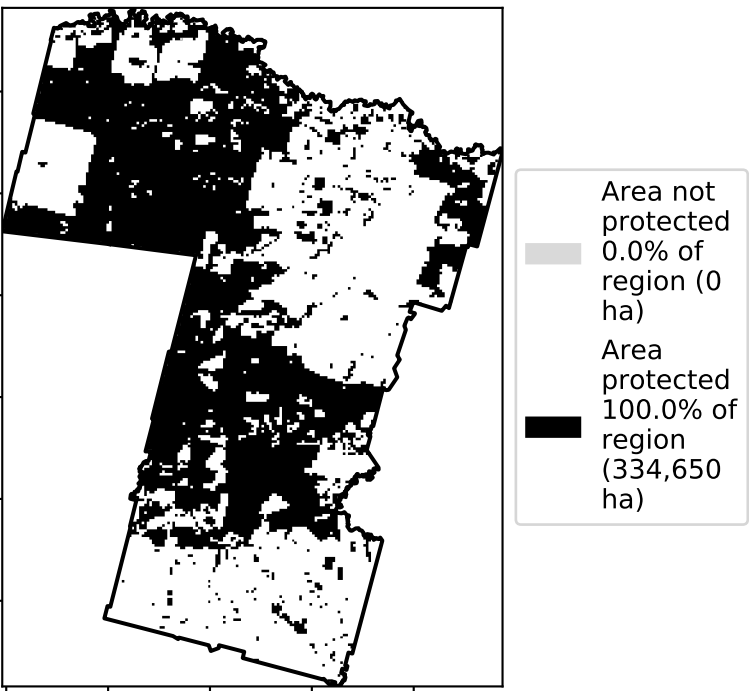 Area not
protected
0.0% of
region (0
ha)
Area
protected
100.0% of
region
(334,650
ha)